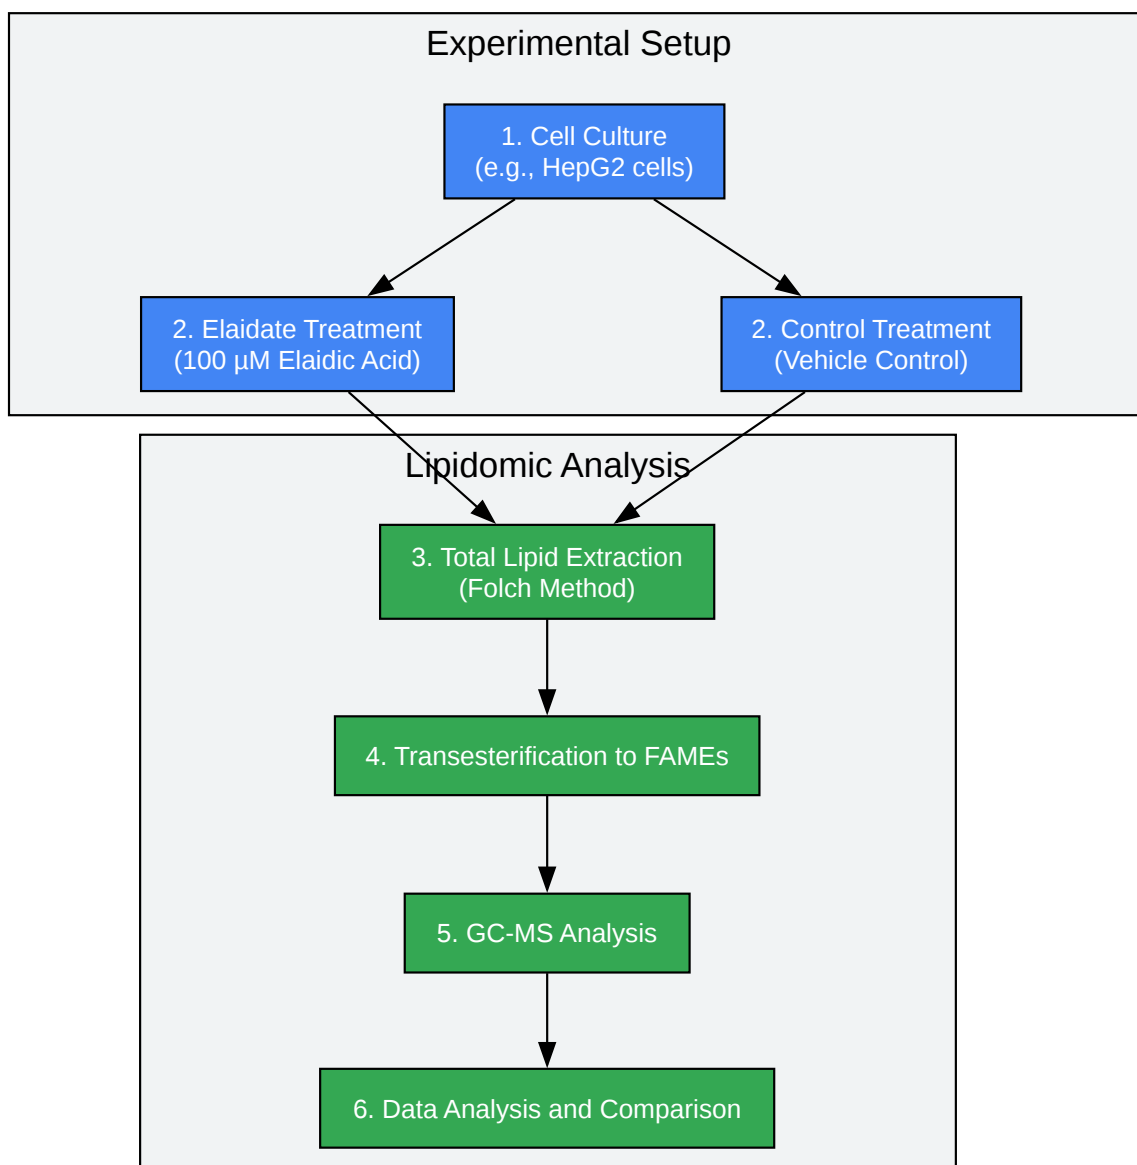 Experimental Setup
1. Cell Culture
(e.g., HepG2 cells)
2. Elaidate Treatment
(100 µM Elaidic Acid)
2. Control Treatment
(Vehicle Control)
Lipidomic Analysis
3. Total Lipid Extraction
(Folch Method)
4. Transesterification to FAMEs
5. GC-MS Analysis
6. Data Analysis and Comparison